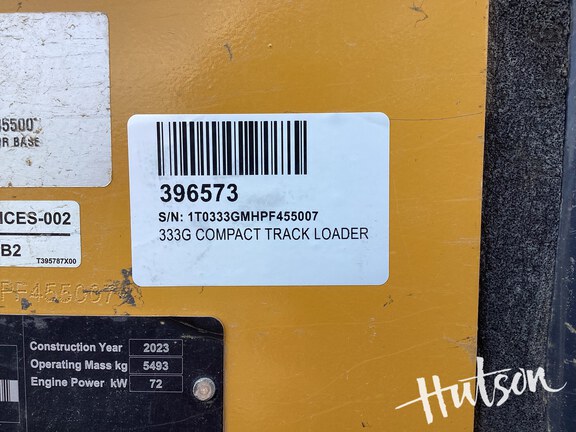 5500*
R BASE
ICES-002
B2
T395787X00
396573
S/N: 1T0333GMHPF455007
333G COMPACT TRACK LOADER
Construction Year 2023
Operating Mass kg 5493
Engine Power kW 72
Hutson